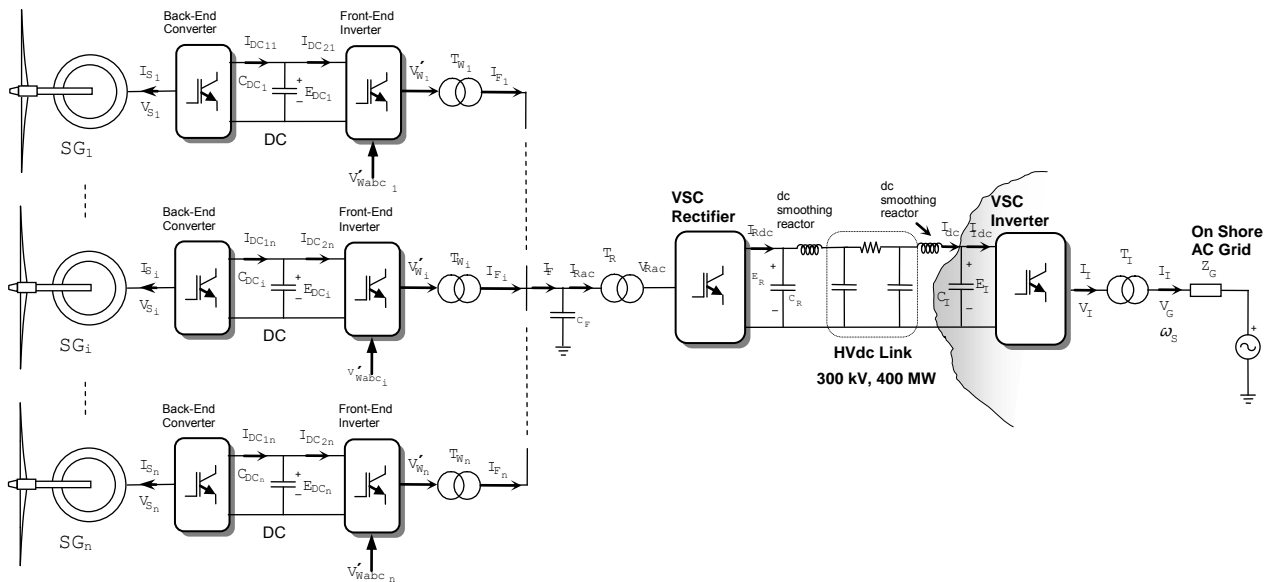 Back-End
Converter
Front-End
Inverter
I_S1
V_S1
I_DC11
I_DC21
C_DC1
+
E_DC1
−
DC
V'_W1
T_W1
I_F1
SG_1
V'_Wabc 1
Back-End
Converter
Front-End
Inverter
I_Si
V_Si
I_DC1n
I_DC2n
C_DCi
+
E_DCi
−
V'_Wi
T_Wi
I_Fi
I_F
I_Rac
C_F
T_R
V_Rac
SG_i
V'_Wabc i
VSC
Rectifier
I_Rdc
dc
smoothing
reactor
+
E_R
C_R
−
HVdc Link
300 kV, 400 MW
dc
smoothing
reactor
I_dc
I_Idc
+
C_I
E_I
−
VSC
Inverter
I_I
V_I
T_I
I_I
V_G
ω_S
On Shore
AC Grid
Z_G
+
Back-End
Converter
Front-End
Inverter
I_Sn
V_Sn
I_DC1n
I_DC2n
C_DCn
+
E_DCn
−
DC
V'_Wn
T_Wn
I_Fn
SG_n
V'_Wabc n